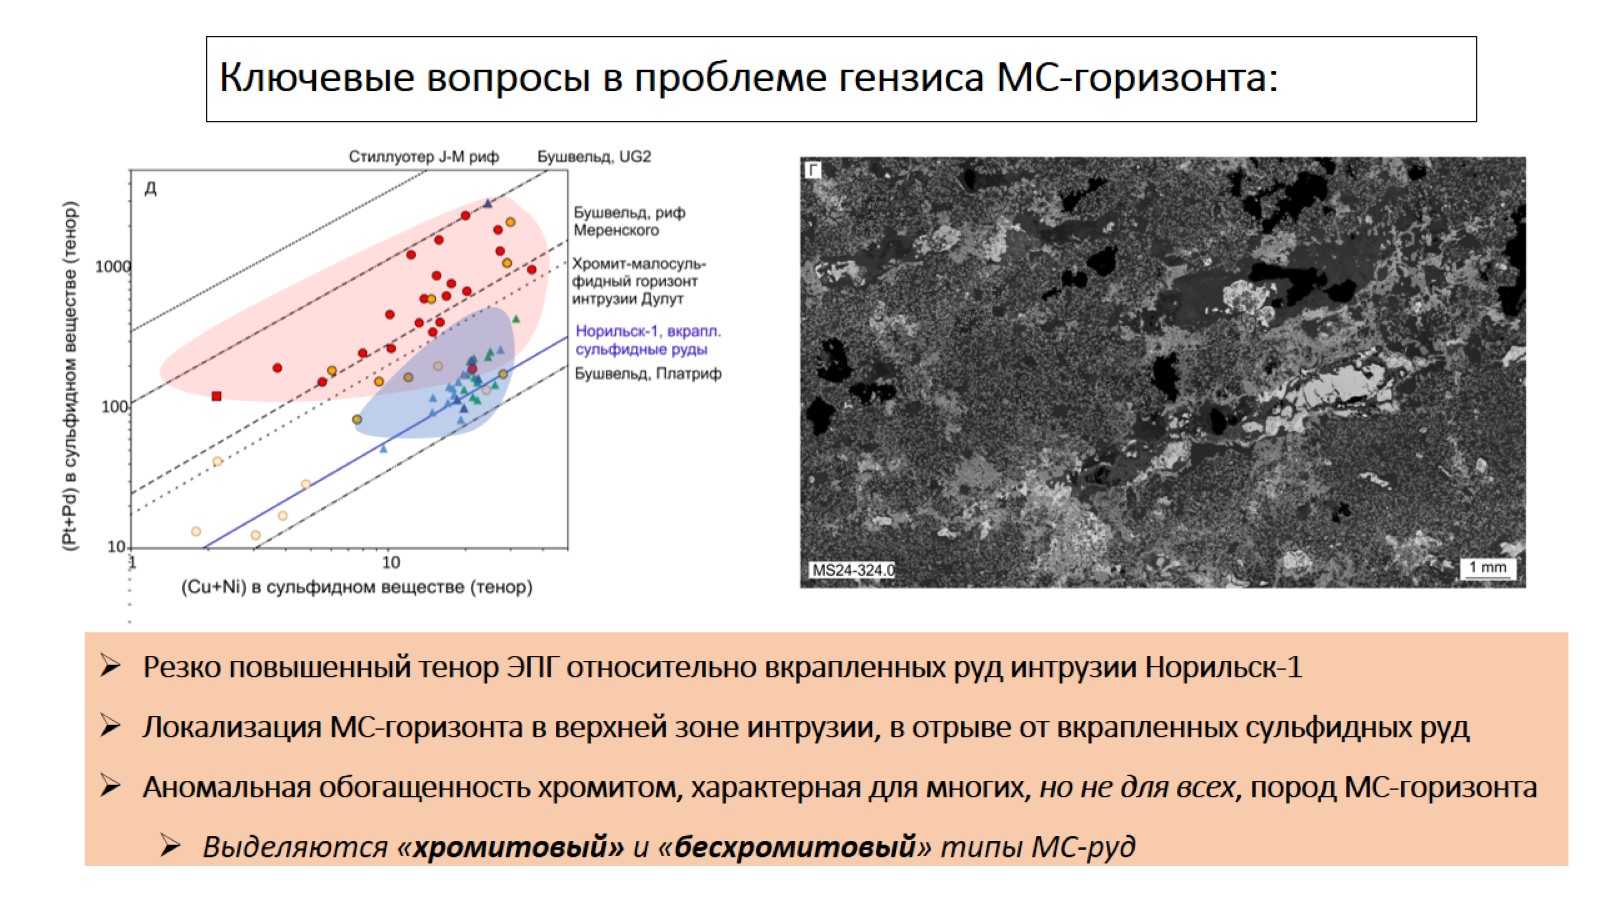 Ключевые вопросы в проблеме гензиса МС-горизонта:
Стиллуотер J-M риф
Бушвельд, UG2
Д
Бушвельд, риф
Меренского
Хромит-малосуль-
фидный горизонт
интрузии Дулут
Норильск-1, вкрапл.
сульфидные руды
Бушвельд, Платриф
(Pt+Pd) в сульфидном веществе (тенор)
1000
100
10
1
10
(Cu+Ni) в сульфидном веществе (тенор)
Г
MS24-324.0
1 mm
Резко повышенный тенор ЭПГ относительно вкрапленных руд интрузии Норильск-1
Локализация МС-горизонта в верхней зоне интрузии, в отрыве от вкрапленных сульфидных руд
Аномальная обогащенность хромитом, характерная для многих, но не для всех, пород МС-горизонта
Выделяются «хромитовый» и «бесхромитовый» типы МС-руд